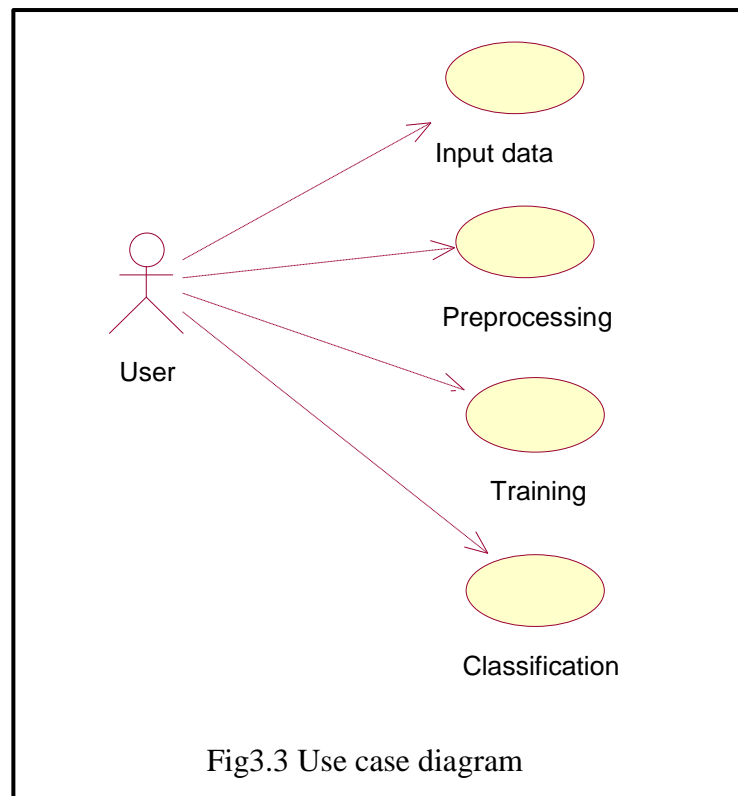 Input data
Preprocessing
User
Training
Classification
Fig3.3 Use case diagram